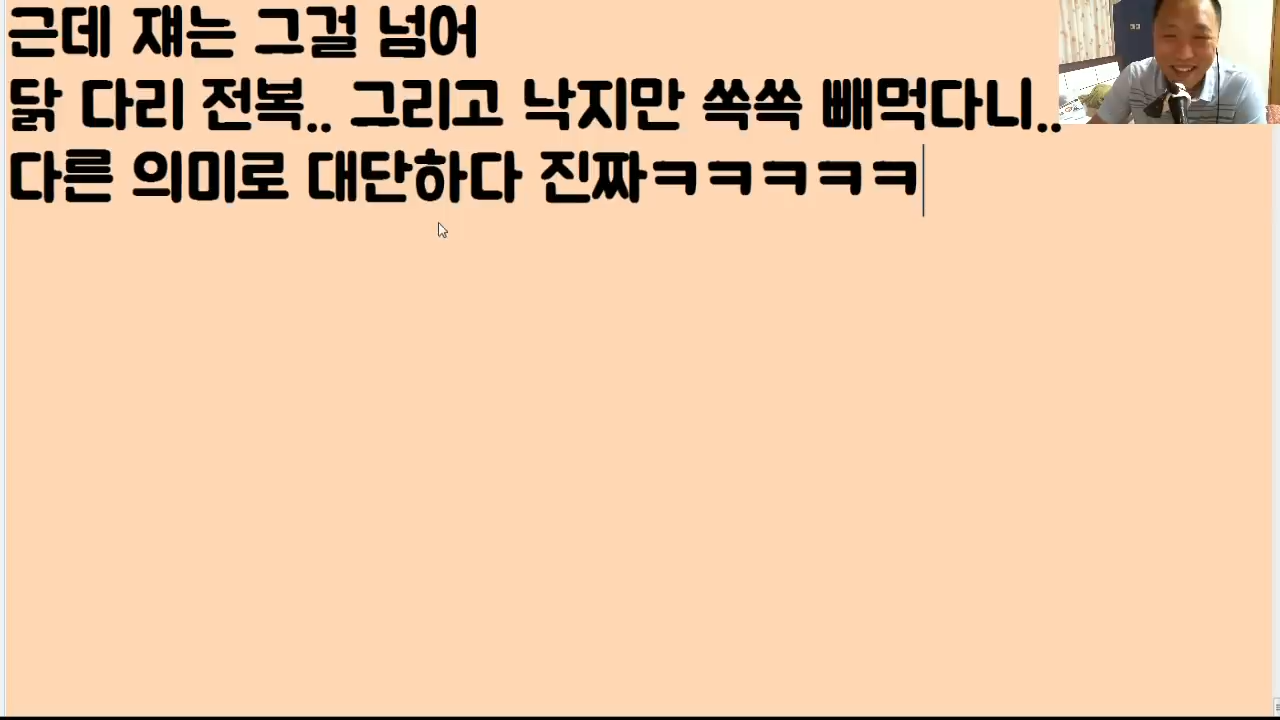 근데 쟤는 그걸 넘어
닭 다리 전복.. 그리고 낙지만 쏙쏙 빼먹다니..
다른 의미로 대단하다 진짜ㅋㅋㅋㅋㅋ